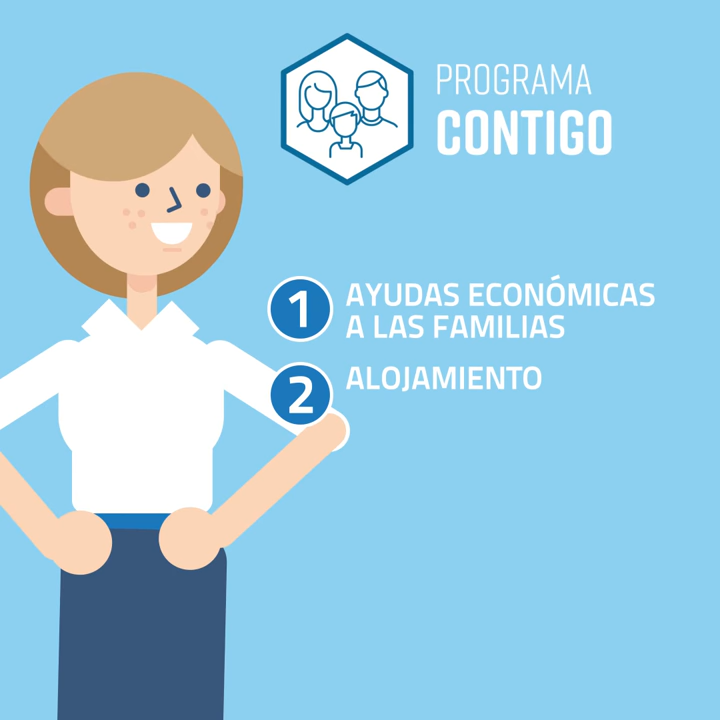 PROGRAMA
CONTIGO
1
AYUDAS ECONÓMICAS
A LAS FAMILIAS
2
ALOJAMIENTO